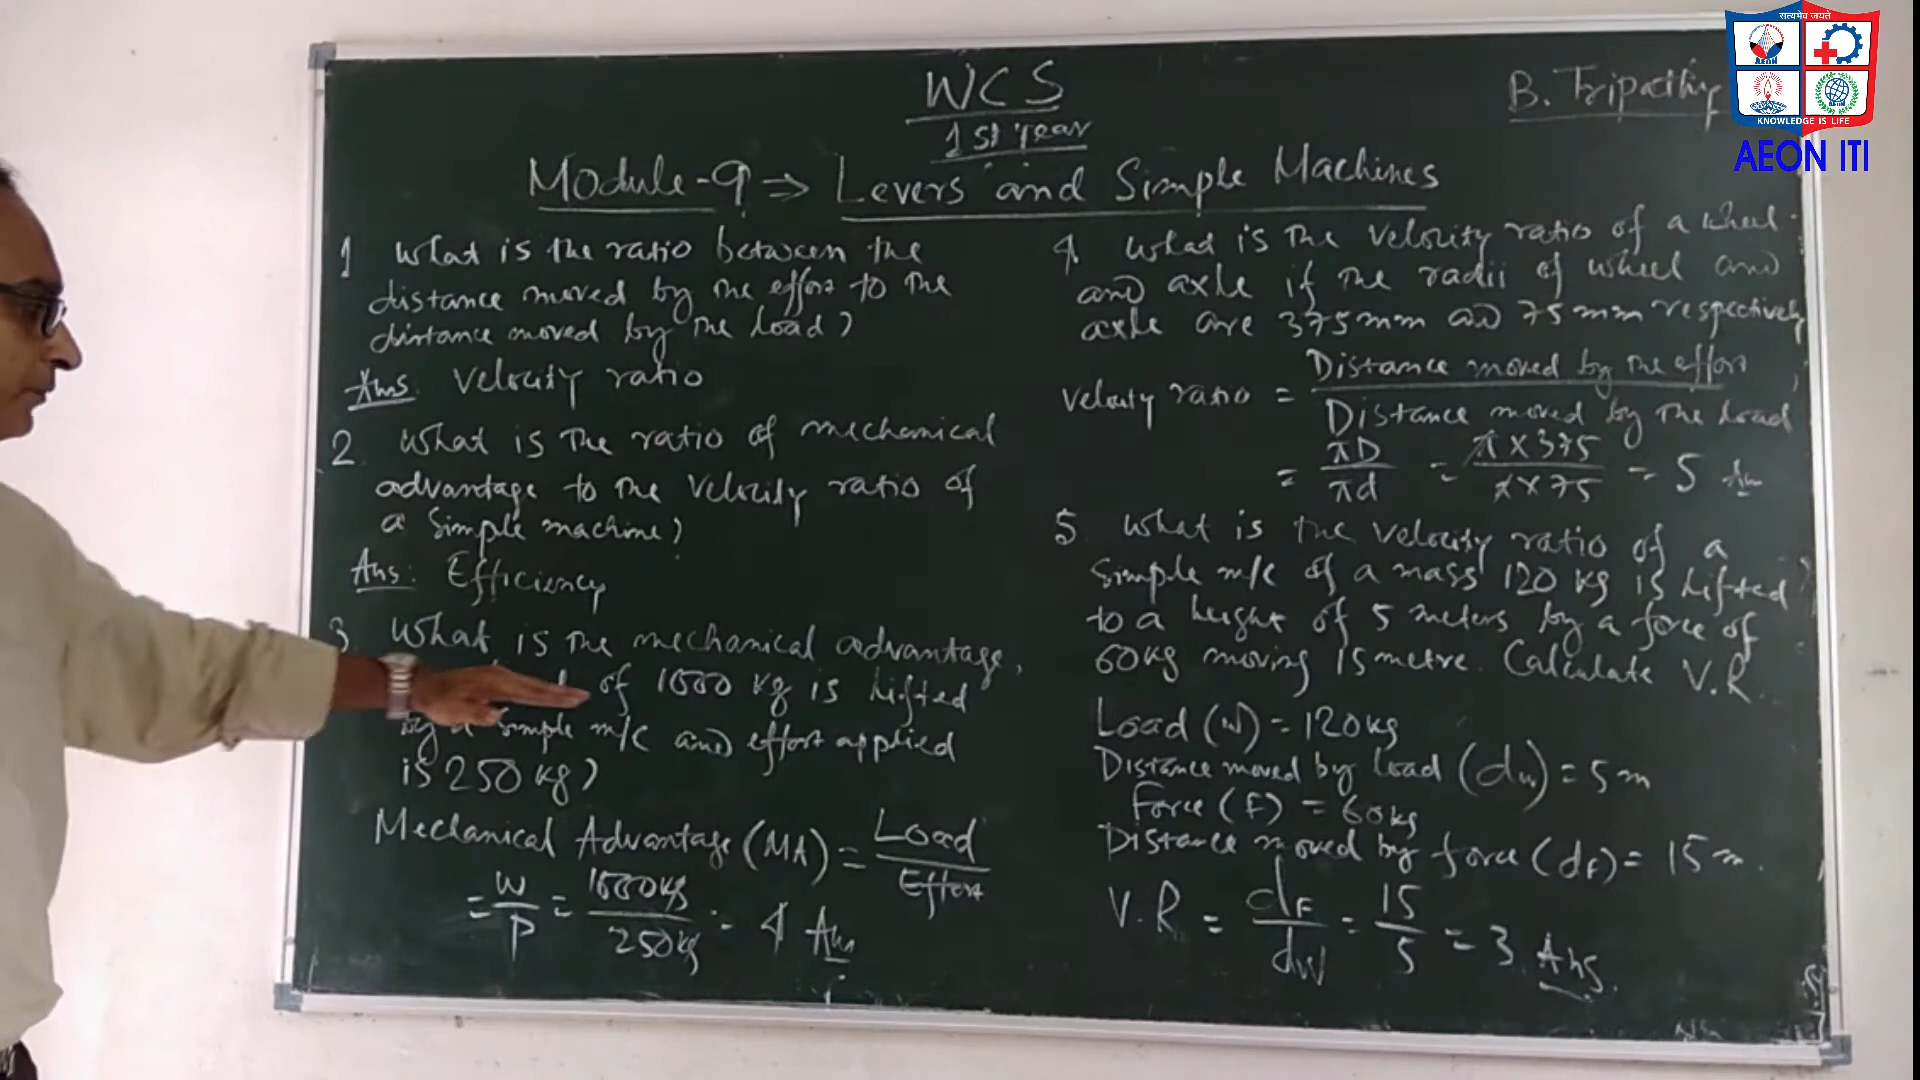 सत्यमेव जयते
AEON
KNOWLEDGE IS LIFE
AEON ITI
WCS
1st year
B. Tripathy
Module-9 ⇒ Levers and Simple Machines
1 What is the ratio between the
distance moved by the effort to the
distance moved by the load?
Ans. Velocity ratio
2. What is the ratio of mechanical
advantage to the velocity ratio of
a simple machine?
Ans: Efficiency
3 What is the mechanical advantage,
of 1000 kg is lifted
by a simple m/c and effort applied
is 250 kg?
Mechanical Advantage (MA) = Load / Effort
= W/P = 1000kg / 250kg = 4 Ans
4. What is the velocity ratio of a wheel
and axle if the radii of wheel and
axle are 375mm and 75mm respectively
Velocity ratio = Distance moved by the effort / Distance moved by the load
= πD/πd = π × 375 / π × 75 = 5 Ans
5. What is the velocity ratio of a
simple m/c of a mass 120 kg is lifted
to a height of 5 meters by a force of
60kg moving 15 metre. Calculate V.R.
Load (W) = 120kg
Distance moved by load (dw) = 5m
Force (F) = 60kg
Distance moved by force (dF) = 15m.
V.R = dF/dW = 15/5 = 3 Ans.